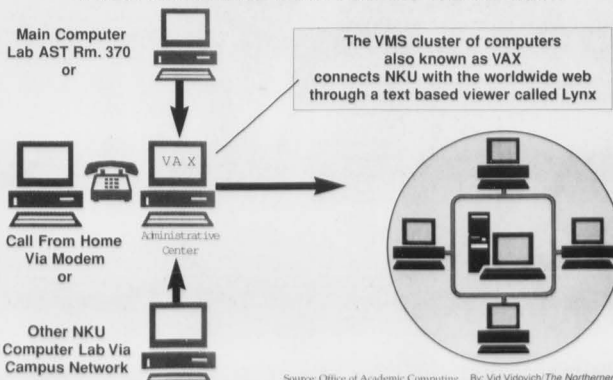 Main Computer
Lab AST Rm. 370
or
The VMS cluster of computers
also known as VAX
connects NKU with the worldwide web
through a text based viewer called Lynx
VAX
Administrative
Center
Call From Home
Via Modem
or
Other NKU
Computer Lab Via
Campus Network
Source: Office of Academic Computing By: Vid Vidovich/The Northerner